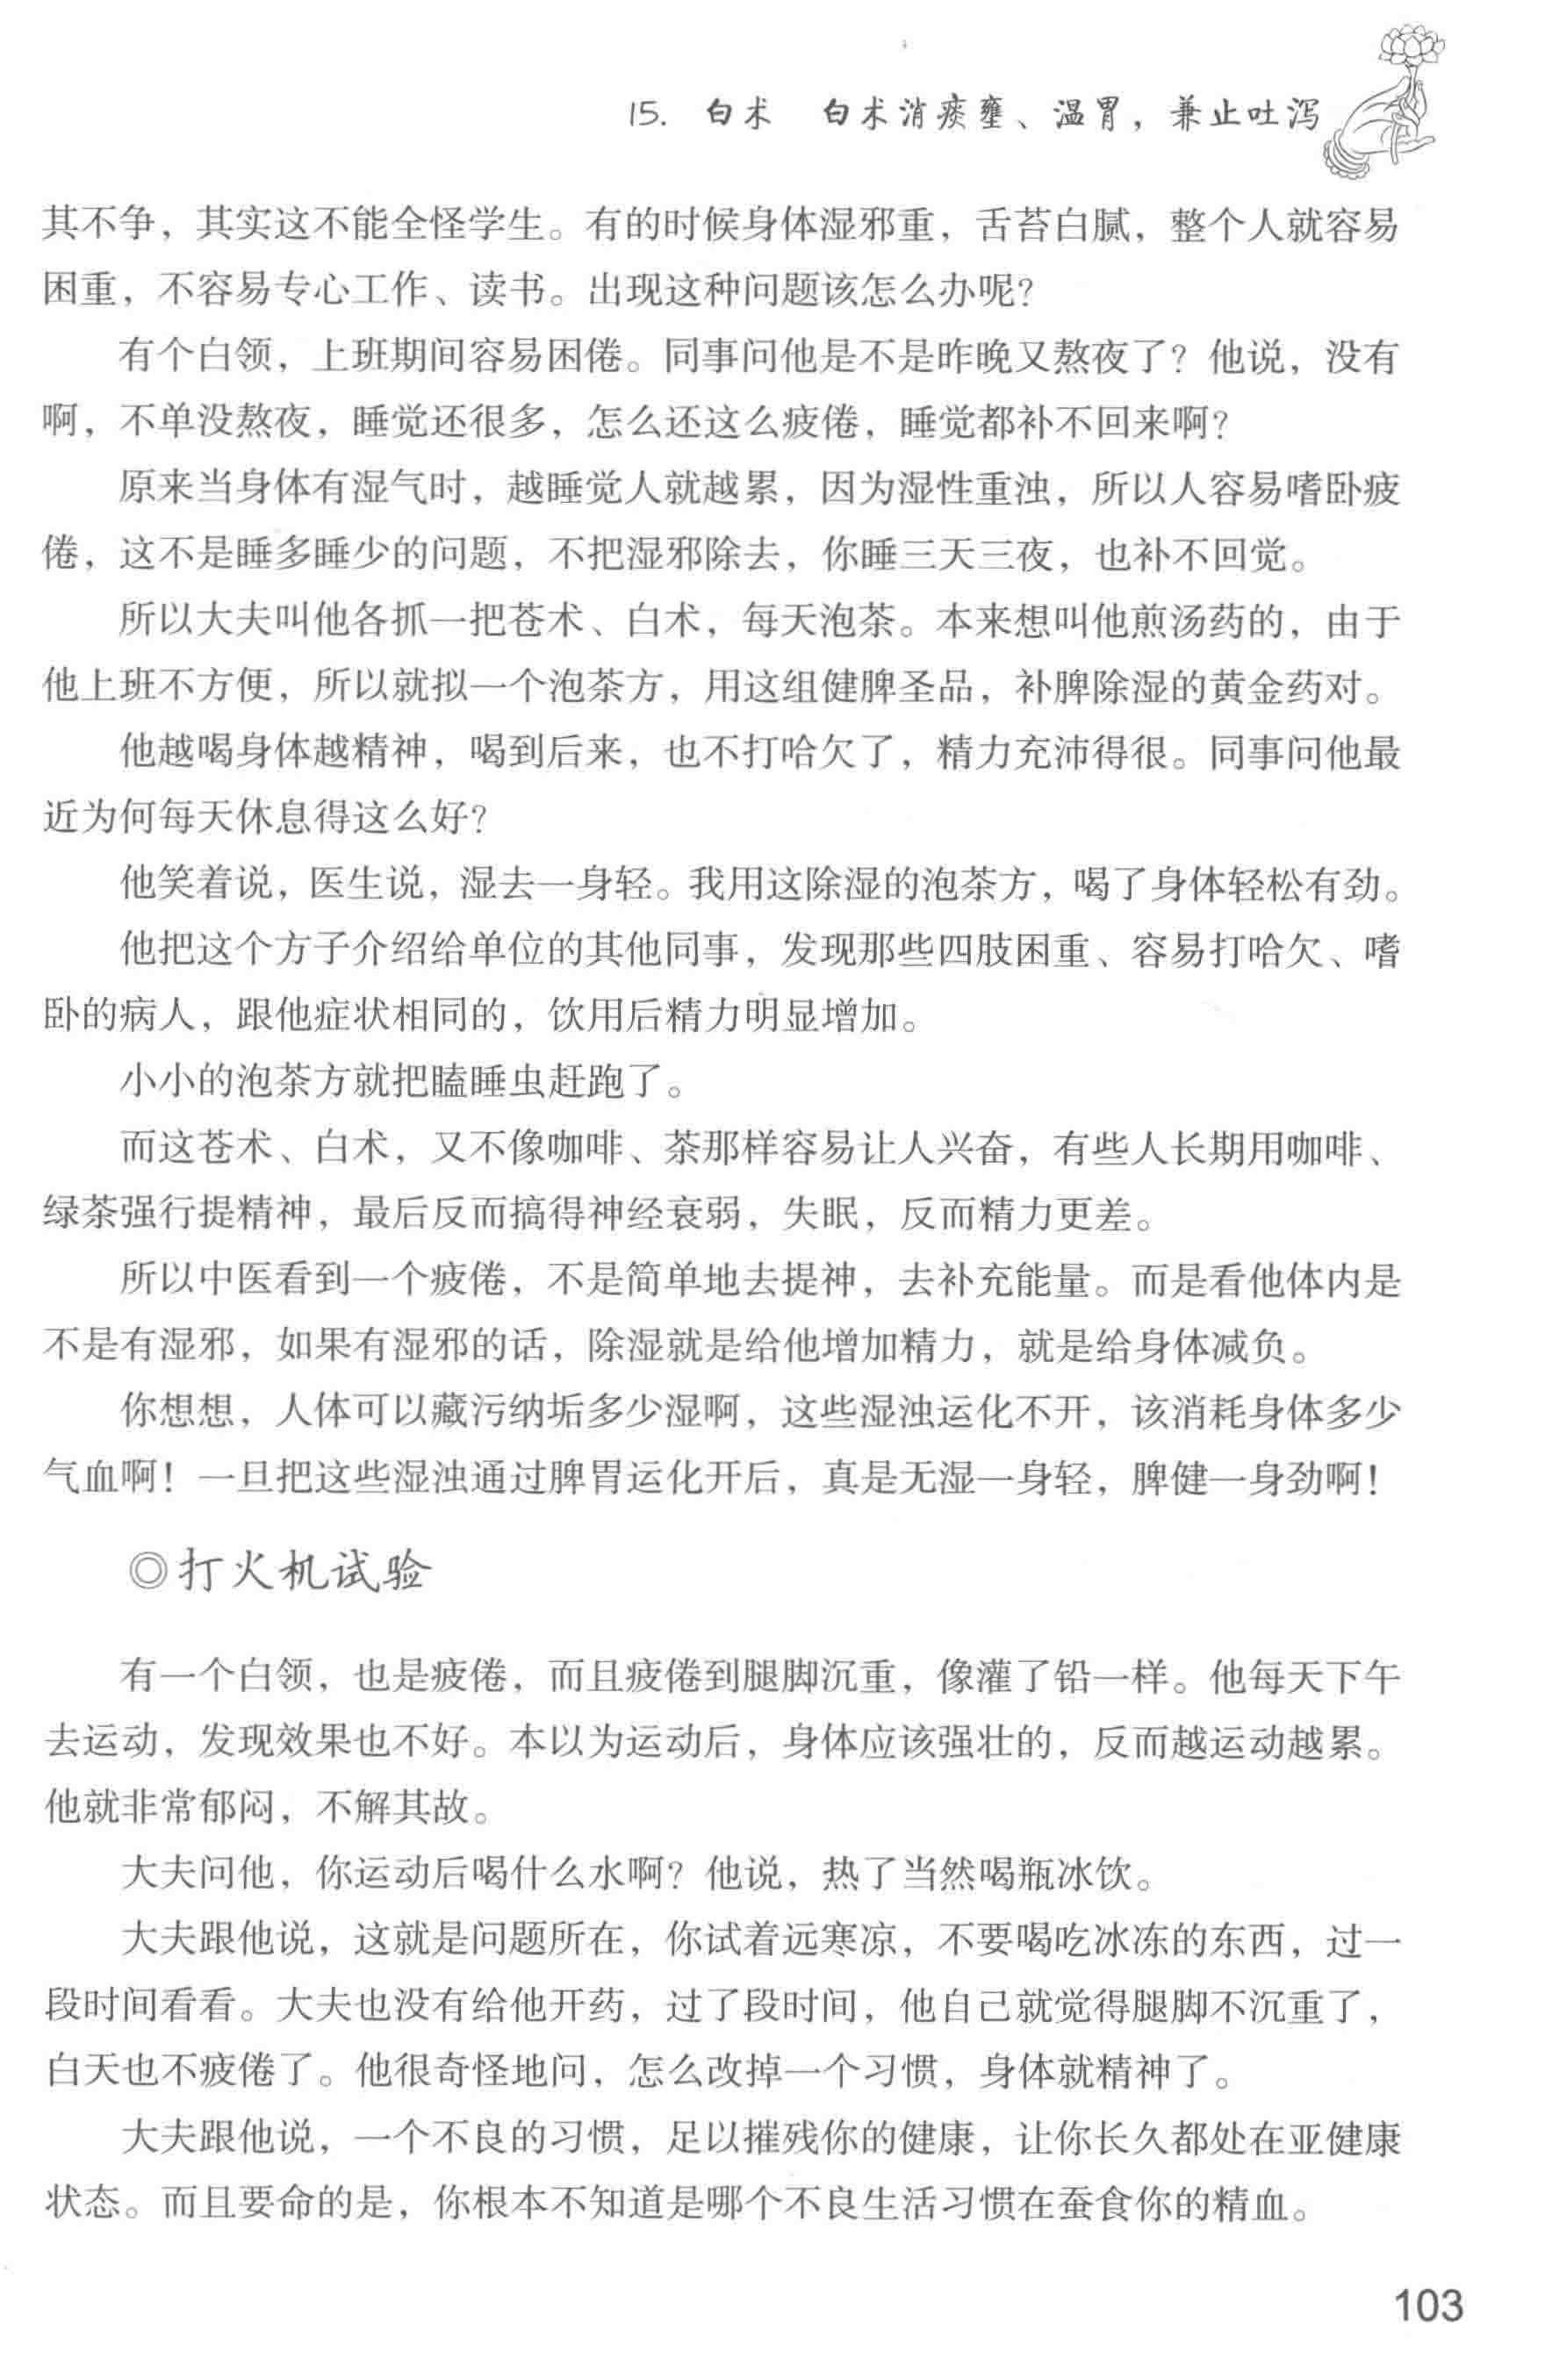 15. 白术 白术消痰壅、温胃，兼止吐泻
其不争，其实这不能全怪学生。有的时候身体湿邪重，舌苔白腻，整个人就容易
困重，不容易专心工作、读书。出现这种问题该怎么办呢？
有个白领，上班期间容易困倦。同事问他是不是昨晚又熬夜了？他说，没有
啊，不单没熬夜，睡觉还很多，怎么还这么疲倦，睡觉都补不回来啊？
原来当身体有湿气时，越睡觉人就越累，因为湿性重浊，所以人容易嗜卧疲
倦，这不是睡多睡少的问题，不把湿邪除去，你睡三天三夜，也补不回觉。
所以大夫叫他各抓一把苍术、白术，每天泡茶。本来想叫他煎汤药的，由于
他上班不方便，所以就拟一个泡茶方，用这组健脾圣品，补脾除湿的黄金药对。
他越喝身体越精神，喝到后来，也不打哈欠了，精力充沛得很。同事问他最
近为何每天休息得这么好？
他笑着说，医生说，湿去一身轻。我用这除湿的泡茶方，喝了身体轻松有劲。
他把这个方子介绍给单位的其他同事，发现那些四肢困重、容易打哈欠、嗜
卧的病人，跟他症状相同的，饮用后精力明显增加。
小小的泡茶方就把瞌睡虫赶跑了。
而这苍术、白术，又不像咖啡、茶那样容易让人兴奋，有些人长期用咖啡、
绿茶强行提精神，最后反而搞得神经衰弱，失眠，反而精力更差。
所以中医看到一个疲倦，不是简单地去提神，去补充能量。而是看他体内是
不是有湿邪，如果有湿邪的话，除湿就是给他增加精力，就是给身体减负。
你想想，人体可以藏污纳垢多少湿啊，这些湿浊运化不开，该消耗身体多少
气血啊！一旦把这些湿浊通过脾胃运化开后，真是无湿一身轻，脾健一身劲啊！
◎打火机试验
有一个白领，也是疲倦，而且疲倦到腿脚沉重，像灌了铅一样。他每天下午
去运动，发现效果也不好。本以为运动后，身体应该强壮的，反而越运动越累。
他就非常郁闷，不解其故。
大夫问他，你运动后喝什么水啊？他说，热了当然喝瓶冰饮。
大夫跟他说，这就是问题所在，你试着远寒凉，不要喝吃冰冻的东西，过一
段时间看看。大夫也没有给他开药，过了段时间，他自己就觉得腿脚不沉重了，
白天也不疲倦了。他很奇怪地问，怎么改掉一个习惯，身体就精神了。
大夫跟他说，一个不良的习惯，足以摧残你的健康，让你长久都处在亚健康
状态。而且要命的是，你根本不知道是哪个不良生活习惯在蚕食你的精血。
103